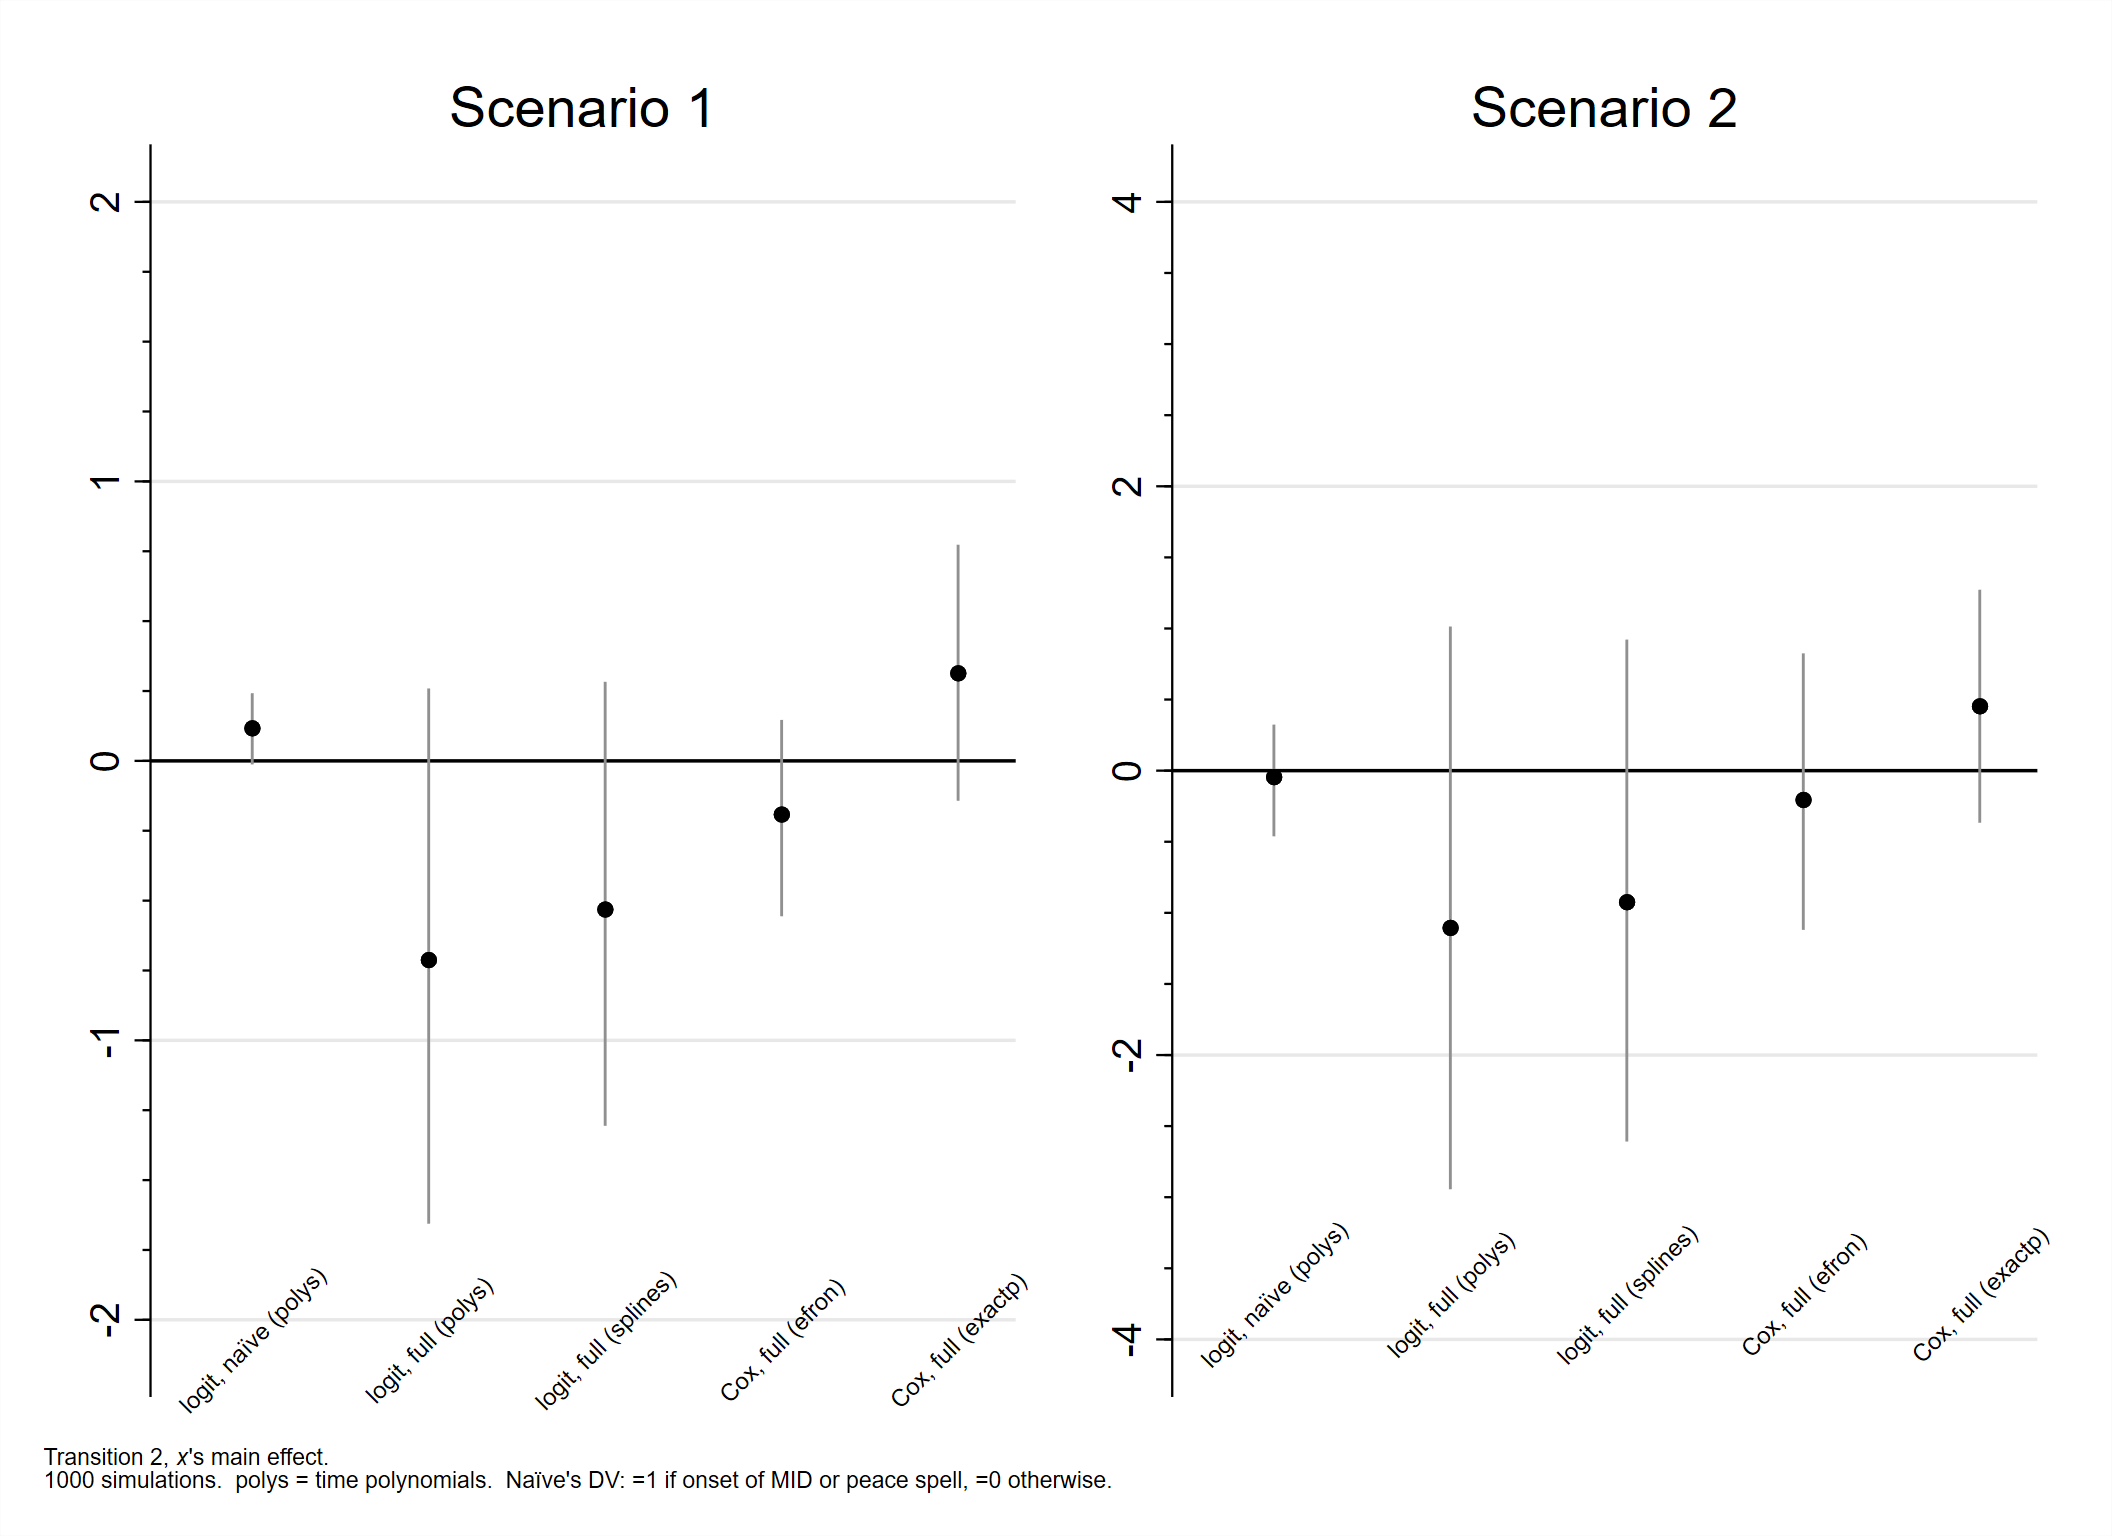 Scenario 1
2
1
0
-1
-2
logit, naïve (polys)
logit, full (polys)
logit, full (splines)
Cox, full (efron)
Cox, full (exactp)
Scenario 2
4
2
0
-2
-4
logit, naïve (polys)
logit, full (polys)
logit, full (splines)
Cox, full (efron)
Cox, full (exactp)
Transition 2, x's main effect.
1000 simulations.  polys = time polynomials.  Naïve's DV: =1 if onset of MID or peace spell, =0 otherwise.